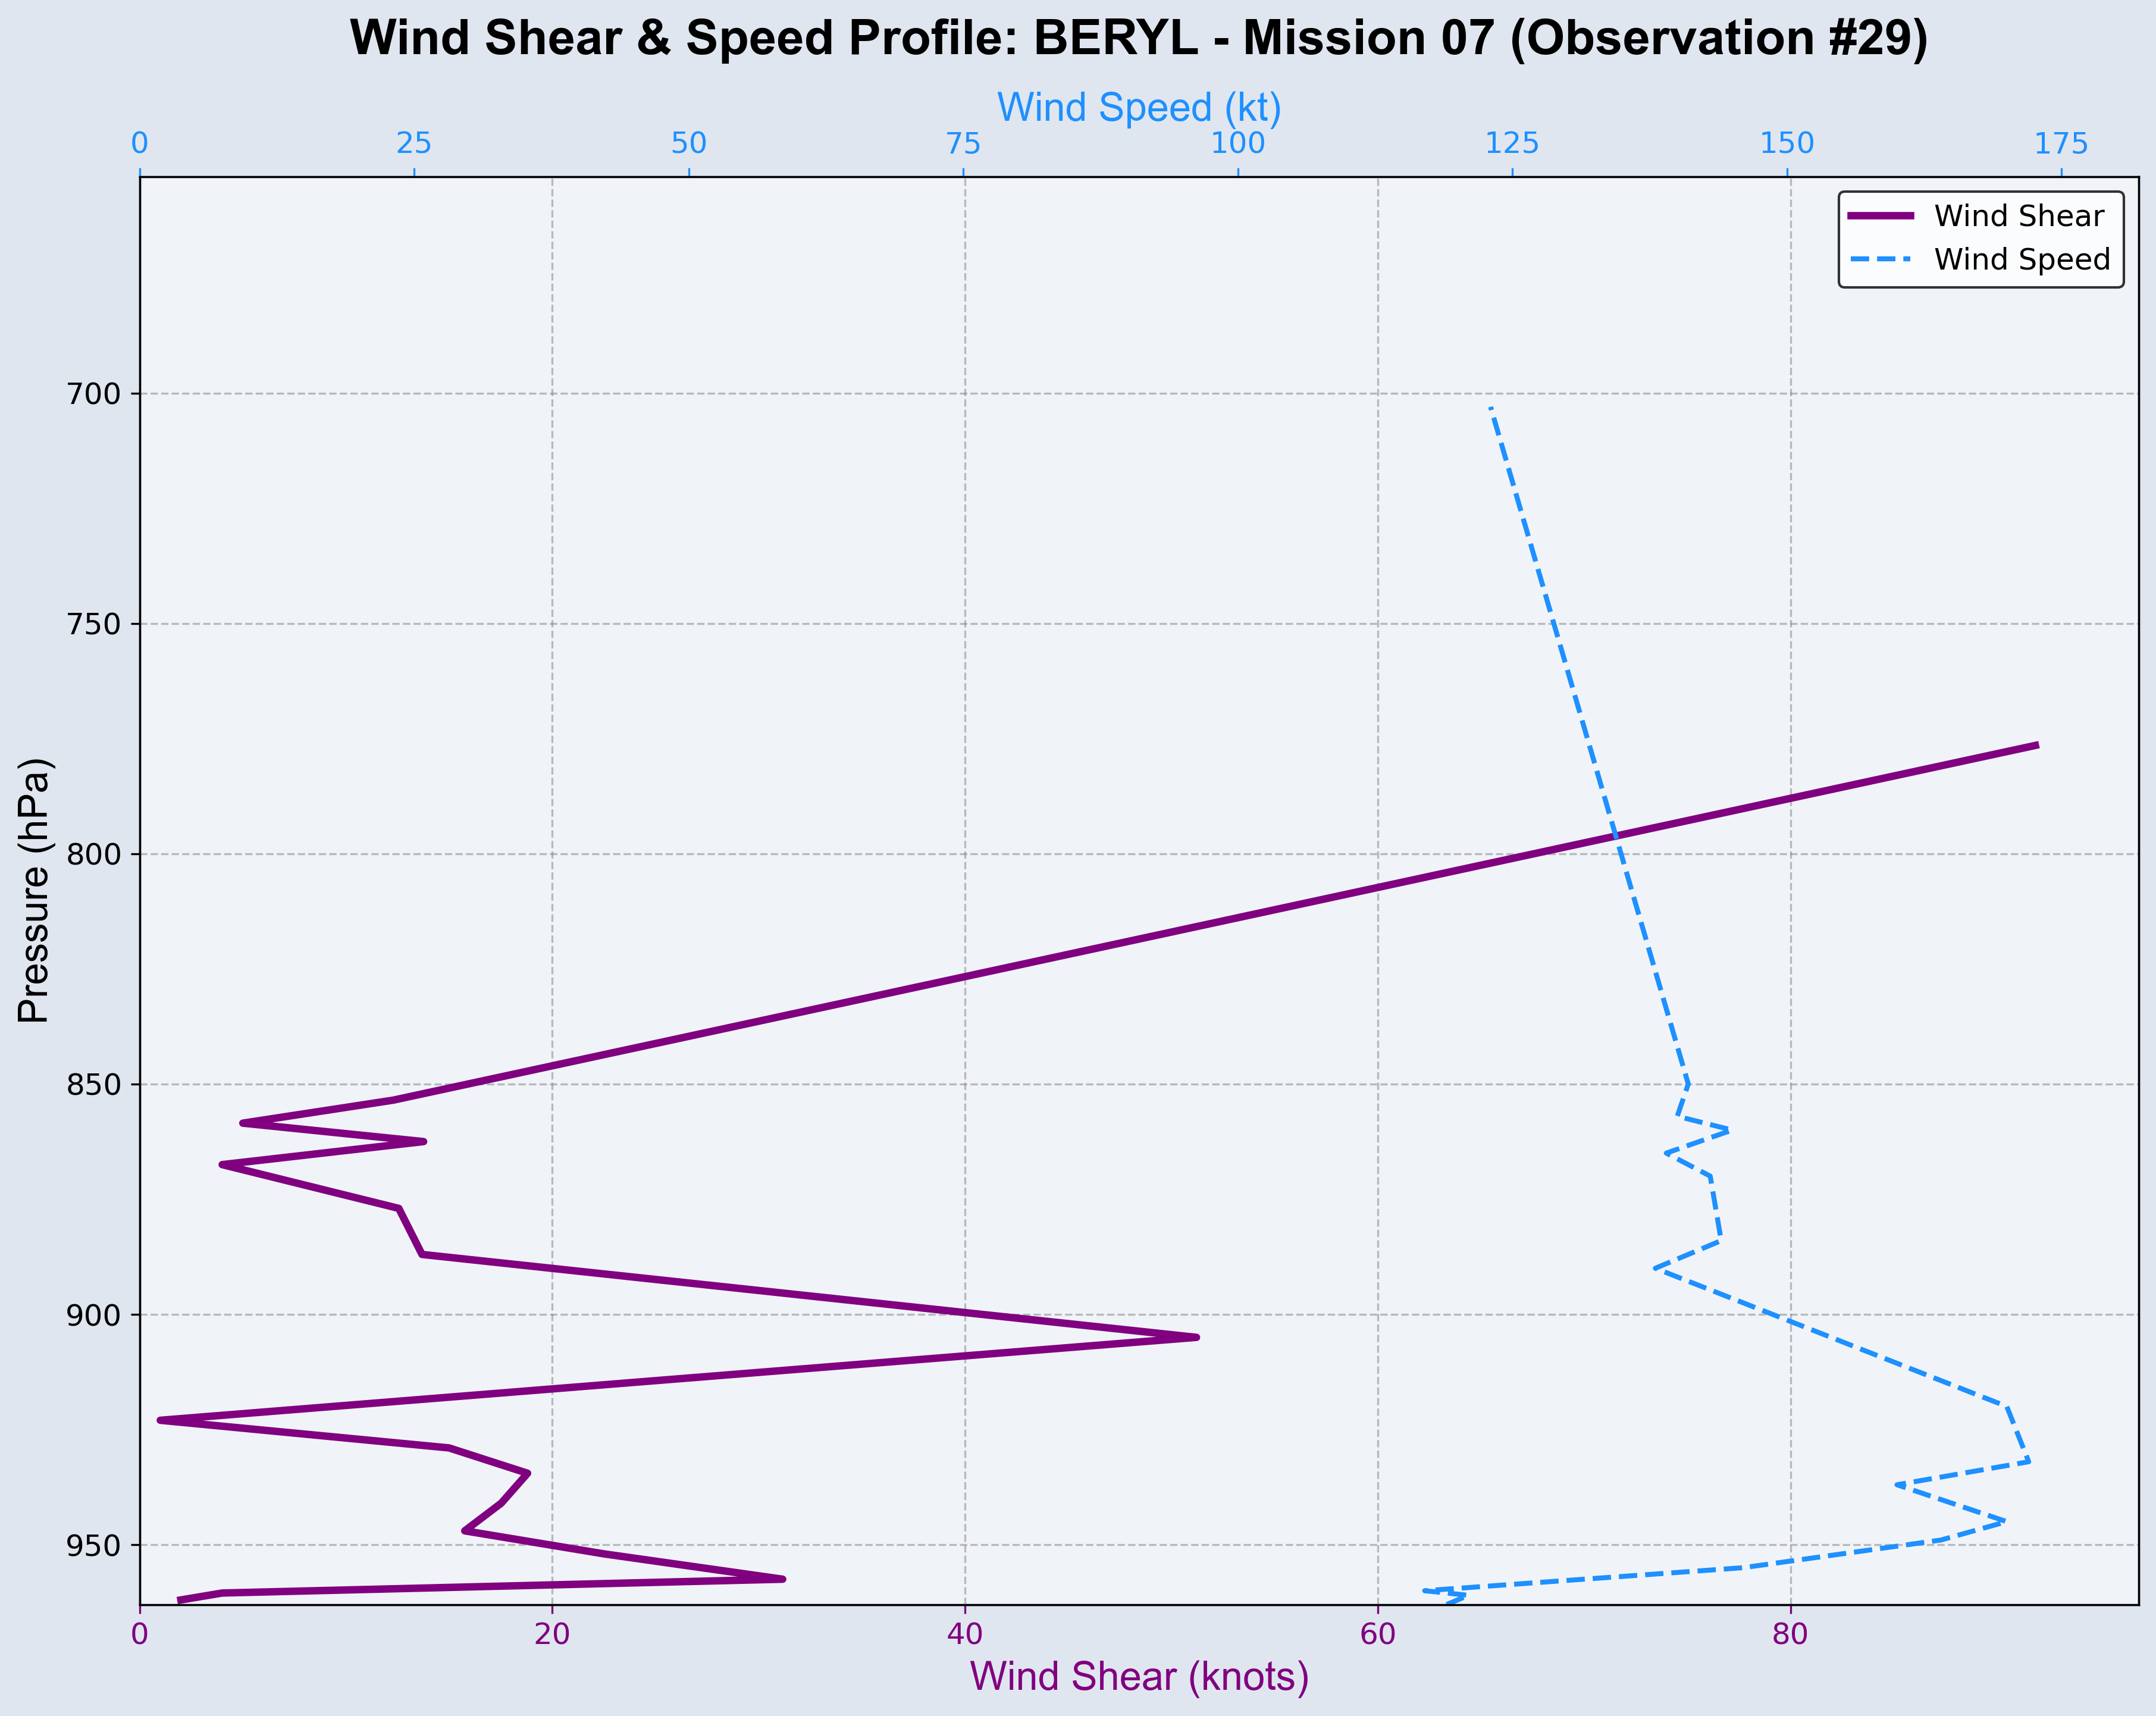 Wind Shear & Speed Profile: BERYL - Mission 07 (Observation #29)
Wind Speed (kt)
0 25 50 75 100 125 150 175
Wind Shear
Wind Speed
700
750
800
850
900
950
Pressure (hPa)
0 20 40 60 80
Wind Shear (knots)